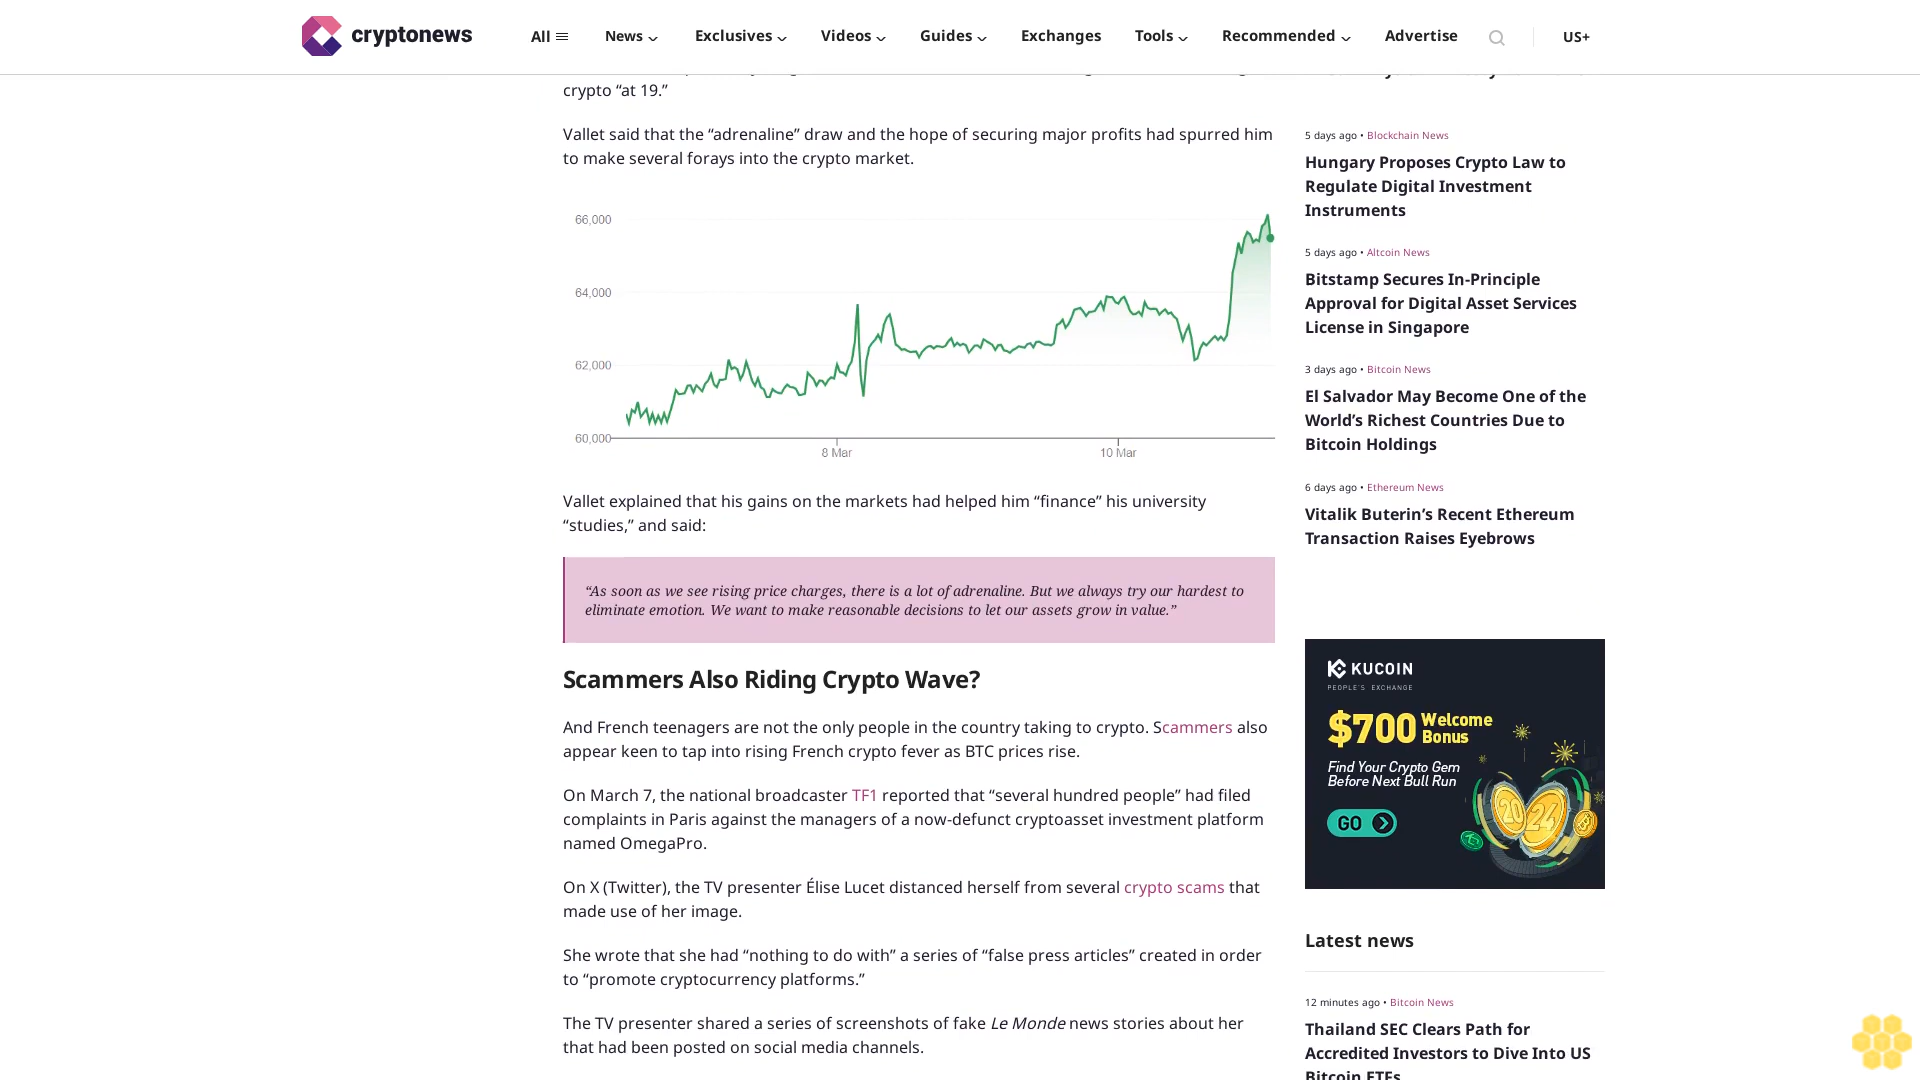 cryptonews
All
News
Exclusives
Videos
Guides
Exchanges
Tools
Recommended
Advertise
US+
crypto “at 19.”
Vallet said that the “adrenaline” draw and the hope of securing major profits had spurred him
to make several forays into the crypto market.
66,000
64,000
62,000
60,000
8 Mar
10 Mar
Vallet explained that his gains on the markets had helped him “finance” his university
“studies,” and said:
“As soon as we see rising price charges, there is a lot of adrenaline. But we always try our hardest to
eliminate emotion. We want to make reasonable decisions to let our assets grow in value.”
Scammers Also Riding Crypto Wave?
And French teenagers are not the only people in the country taking to crypto. Scammers also
appear keen to tap into rising French crypto fever as BTC prices rise.
On March 7, the national broadcaster TF1 reported that “several hundred people” had filed
complaints in Paris against the managers of a now-defunct cryptoasset investment platform
named OmegaPro.
On X (Twitter), the TV presenter Élise Lucet distanced herself from several crypto scams that
made use of her image.
She wrote that she had “nothing to do with” a series of “false press articles” created in order
to “promote cryptocurrency platforms.”
The TV presenter shared a series of screenshots of fake Le Monde news stories about her
that had been posted on social media channels.
5 days ago • Blockchain News
Hungary Proposes Crypto Law to
Regulate Digital Investment
Instruments
5 days ago • Altcoin News
Bitstamp Secures In-Principle
Approval for Digital Asset Services
License in Singapore
3 days ago • Bitcoin News
El Salvador May Become One of the
World’s Richest Countries Due to
Bitcoin Holdings
6 days ago • Ethereum News
Vitalik Buterin’s Recent Ethereum
Transaction Raises Eyebrows
KUCOIN
PEOPLE'S EXCHANGE
$700 Welcome
Bonus
Find Your Crypto Gem
Before Next Bull Run
GO
20 24
Latest news
12 minutes ago • Bitcoin News
Thailand SEC Clears Path for
Accredited Investors to Dive Into US
Bitcoin ETFs